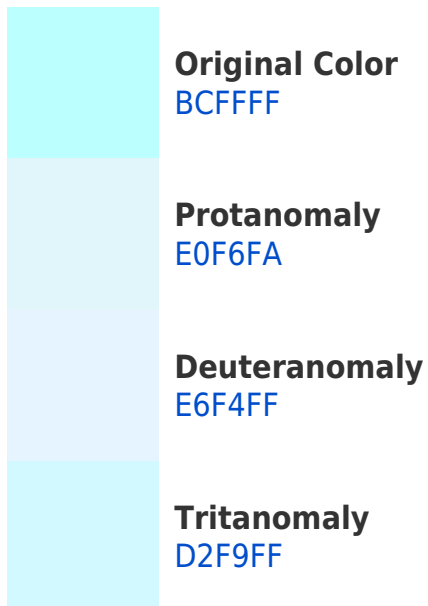 Original Color
BCFFFF
Protanomaly
E0F6FA
Deuteranomaly
E6F4FF
Tritanomaly
D2F9FF